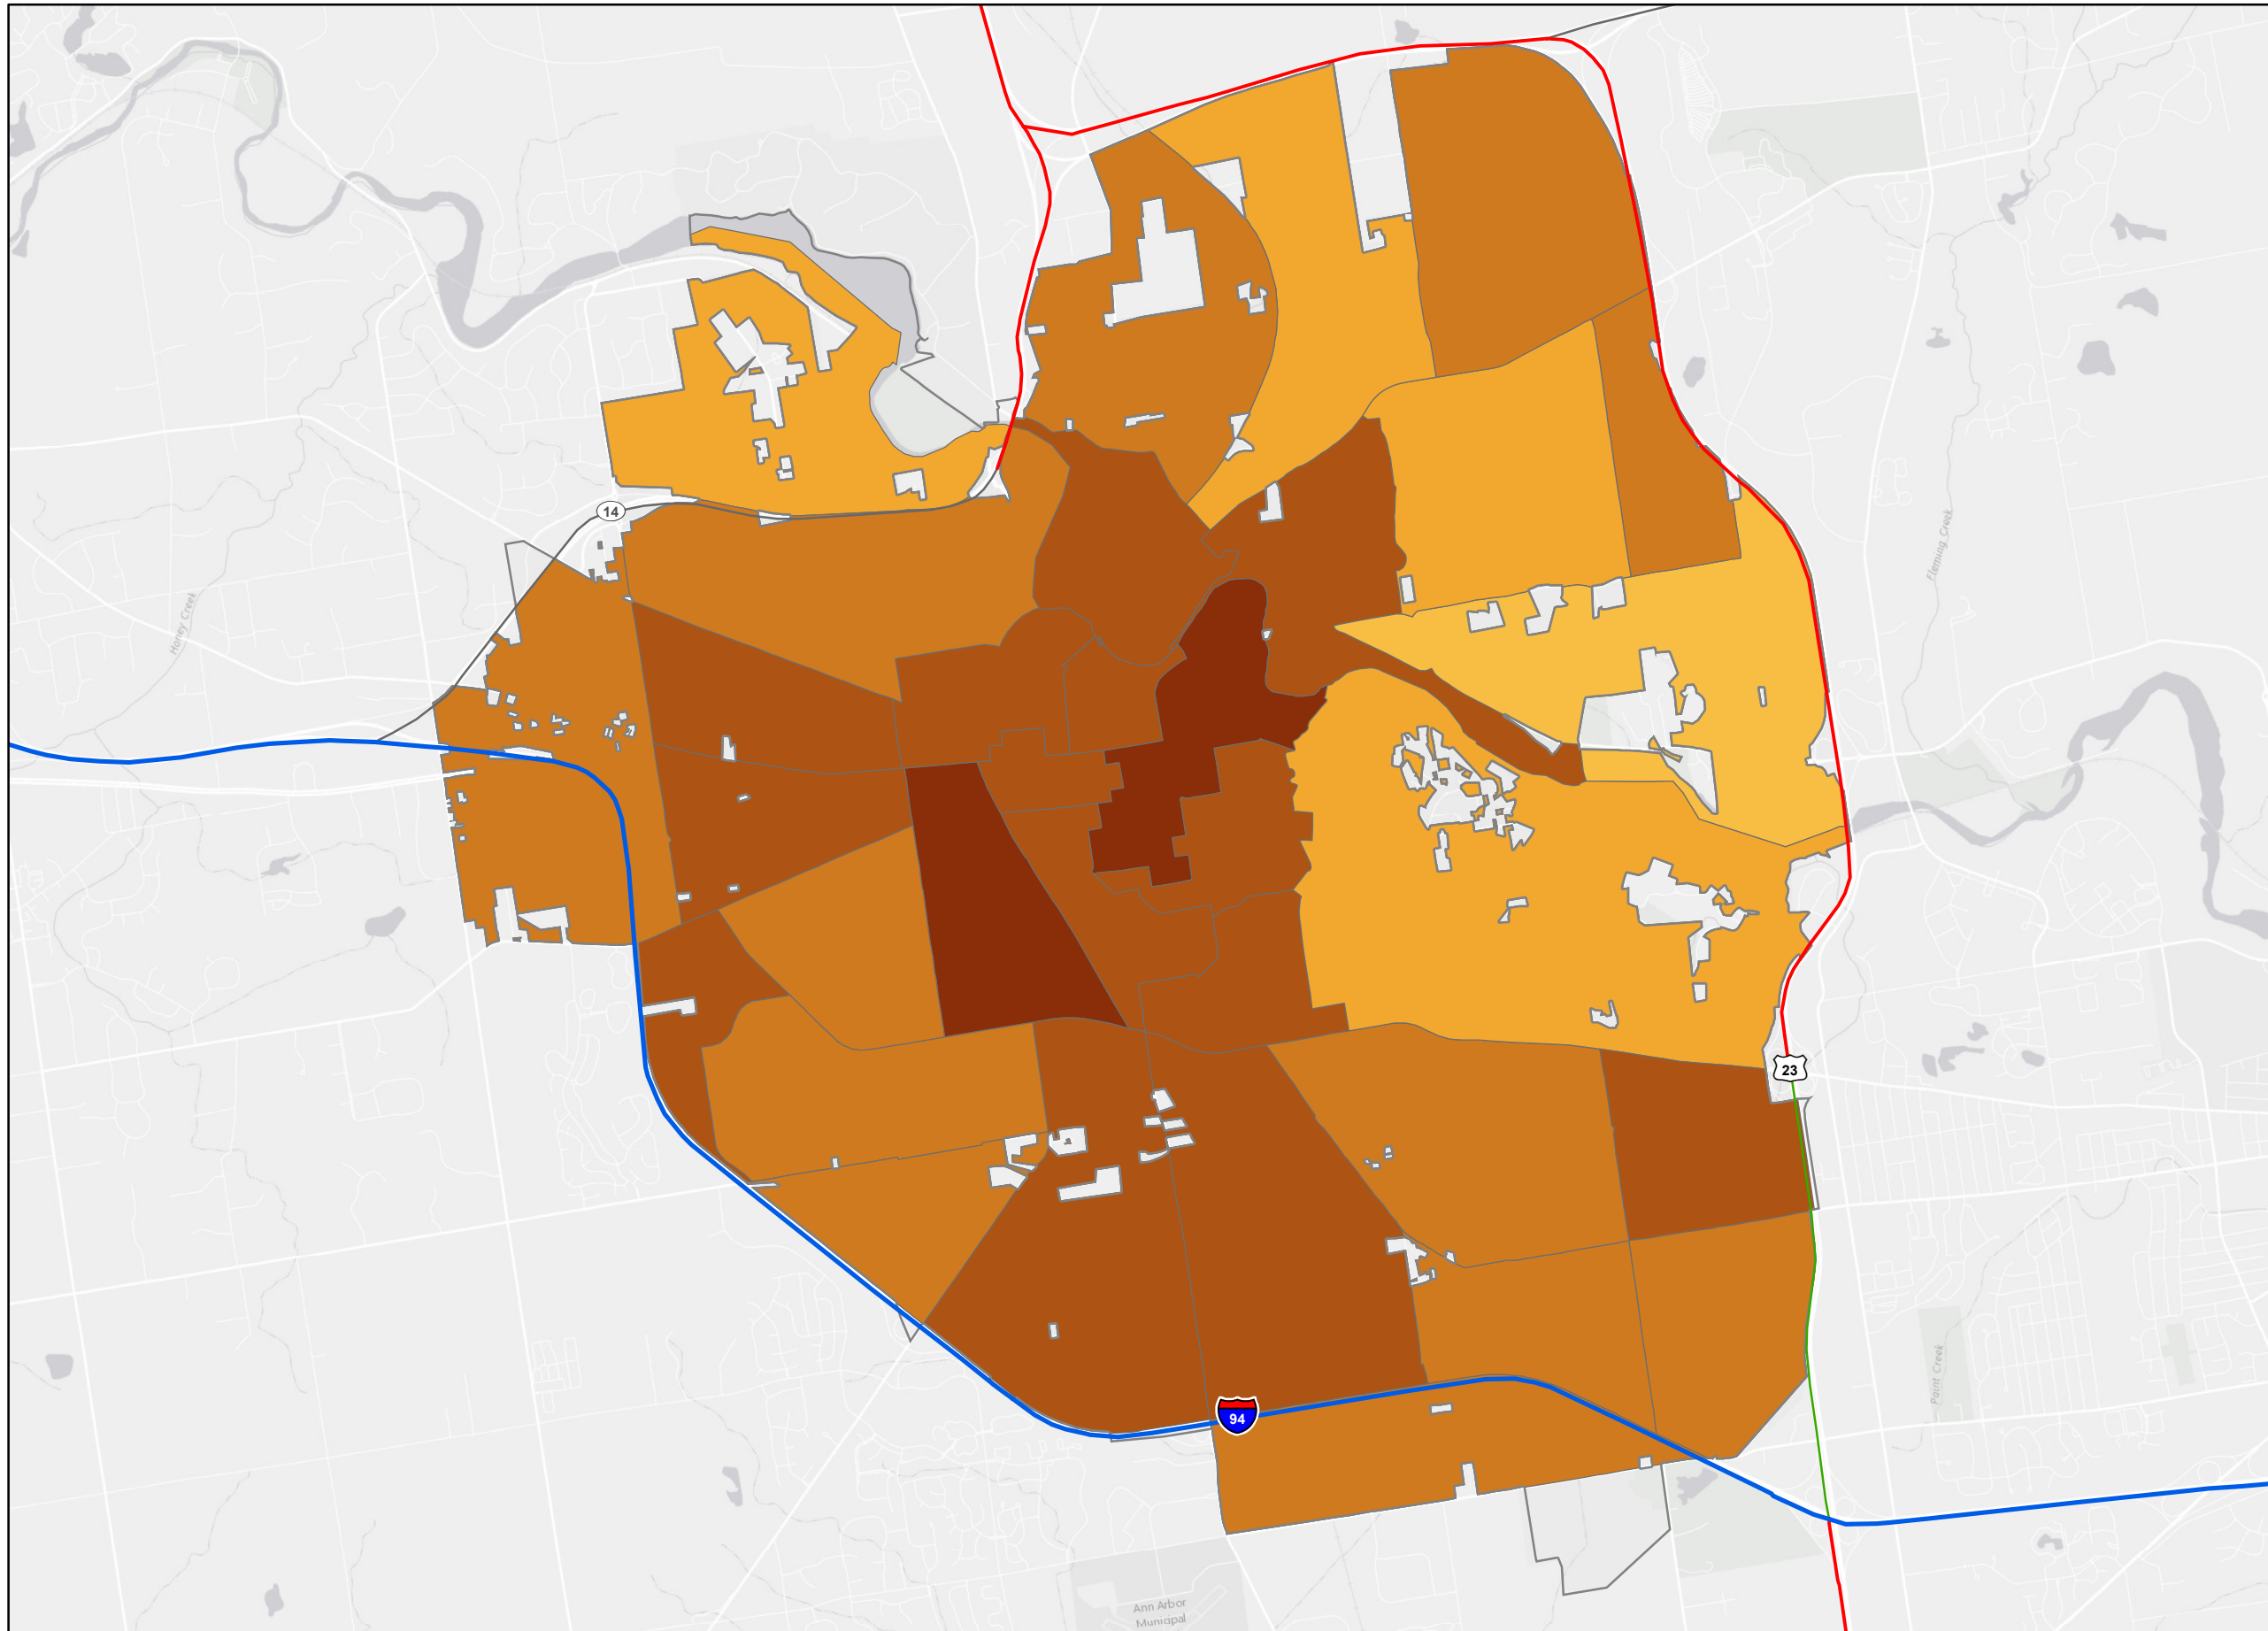 14
Honey Creek
Fleming Creek
23
94
Paint Creek
Ann Arbor
Municipal